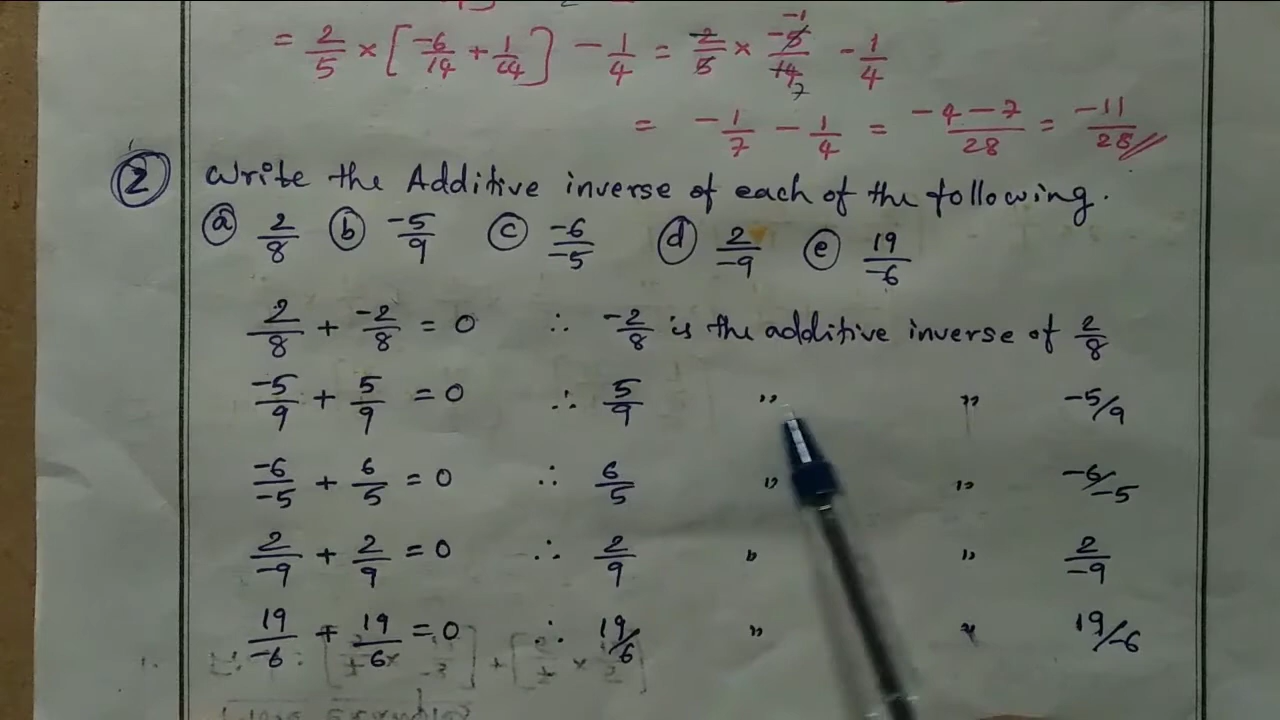 = 2/5 × [-6/14 + 1/14] - 1/4 = 2/5 × -5/14 -1/4
-1
7
= -1/7 - 1/4 = -4-7/28 = -11/28
② Write the Additive inverse of each of the following.
ⓐ 2/8 ⓑ -5/9 ⓒ -6/-5 ⓓ 2/-9 ⓔ 19/-6
2/8 + -2/8 = 0 ∴ -2/8 is the additive inverse of 2/8
-5/9 + 5/9 = 0 ∴ 5/9 " " -5/9
-6/-5 + 6/5 = 0 ∴ 6/5 " " -6/-5
2/-9 + 2/9 = 0 ∴ 2/9 " " 2/-9
19/-6 + 19/6 = 0 ∴ 19/6 " " 19/-6